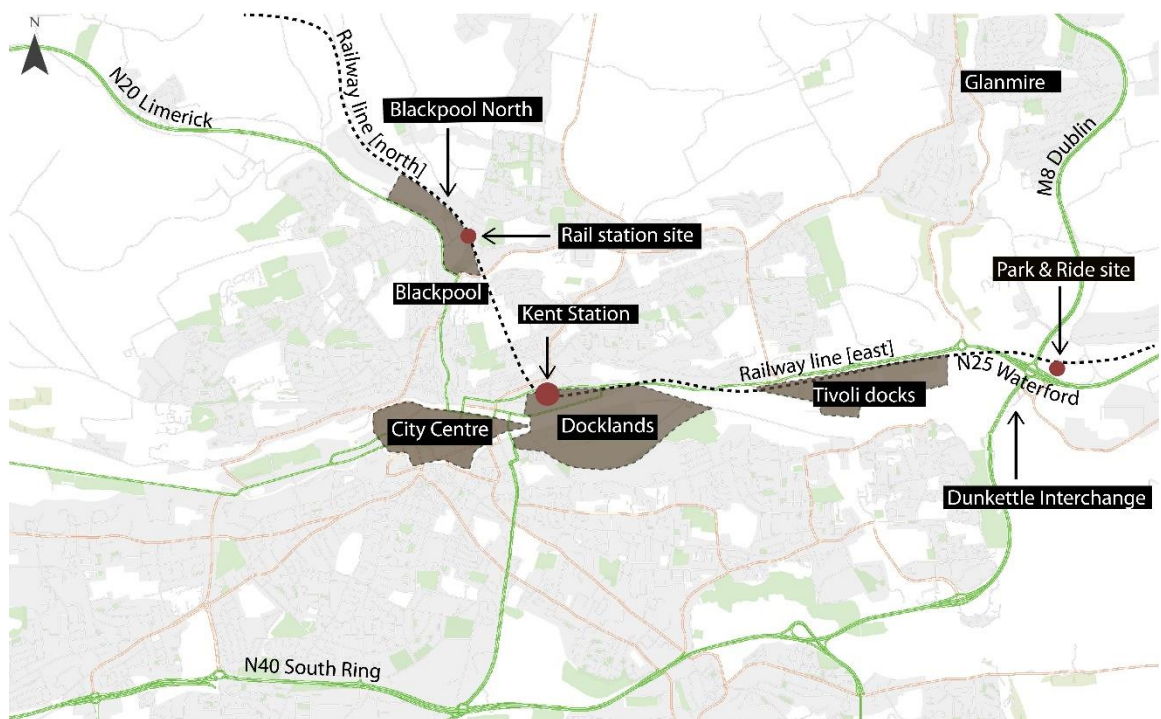 N
N20 Limerick
Railway line [north]
Blackpool North
Glanmire
M8 Dublin
Rail station site
Park & Ride site
Blackpool
Kent Station
Railway line [east]
N25 Waterford
Tivoli docks
City Centre
Docklands
Dunkettle Interchange
N40 South Ring